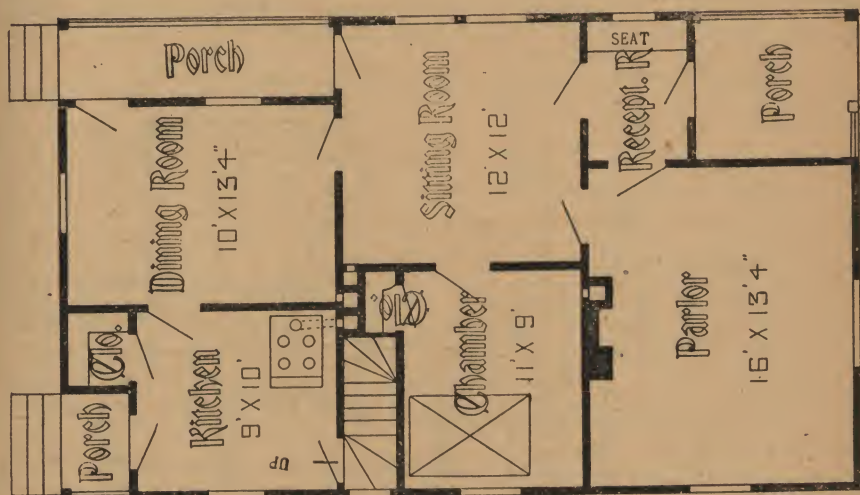 Porch
Dining Room
10' X 13'4"
Sitting Room
12' X 12'
SEAT
Recept. R
Porch
Clo.
Porch
Kitchen
9' X 10'
UP
Clo
Chamber
11' X 9'
Parlor
16' X 13'4"